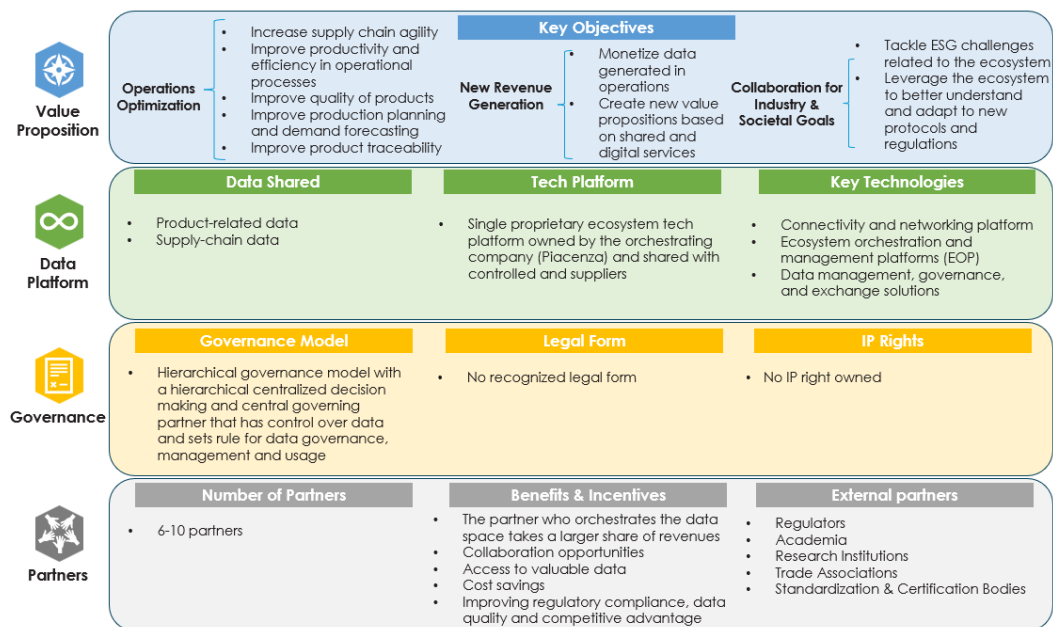 Key Objectives
Value
Proposition
Operations
Optimization
• Increase supply chain agility
• Improve productivity and
efficiency in operational
processes
• Improve quality of products
• Improve production planning
and demand forecasting
• Improve product traceability
New Revenue
Generation
• Monetize data
generated in
operations
• Create new value
propositions based
on shared and
digital services
Collaboration for
Industry &
Societal Goals
• Tackle ESG challenges
related to the ecosystem
• Leverage the ecosystem
to better understand
and adapt to new
protocols and
regulations
Data
Platform
Data Shared
• Product-related data
• Supply-chain data
Tech Platform
• Single proprietary ecosystem tech
platform owned by the orchestrating
company (Piacenza) and shared with
controlled and suppliers
Key Technologies
• Connectivity and networking platform
• Ecosystem orchestration and
management platforms (EOP)
• Data management, governance,
and exchange solutions
Governance
Governance Model
• Hierarchical governance model with
a hierarchical centralized decision
making and central governing
partner that has control over data
and sets rule for data governance,
management and usage
Legal Form
• No recognized legal form
IP Rights
• No IP right owned
Partners
Number of Partners
• 6-10 partners
Benefits & Incentives
• The partner who orchestrates the data
space takes a larger share of revenues
• Collaboration opportunities
• Access to valuable data
• Cost savings
• Improving regulatory compliance, data
quality and competitive advantage
External partners
• Regulators
• Academia
• Research Institutions
• Trade Associations
• Standardization & Certification Bodies